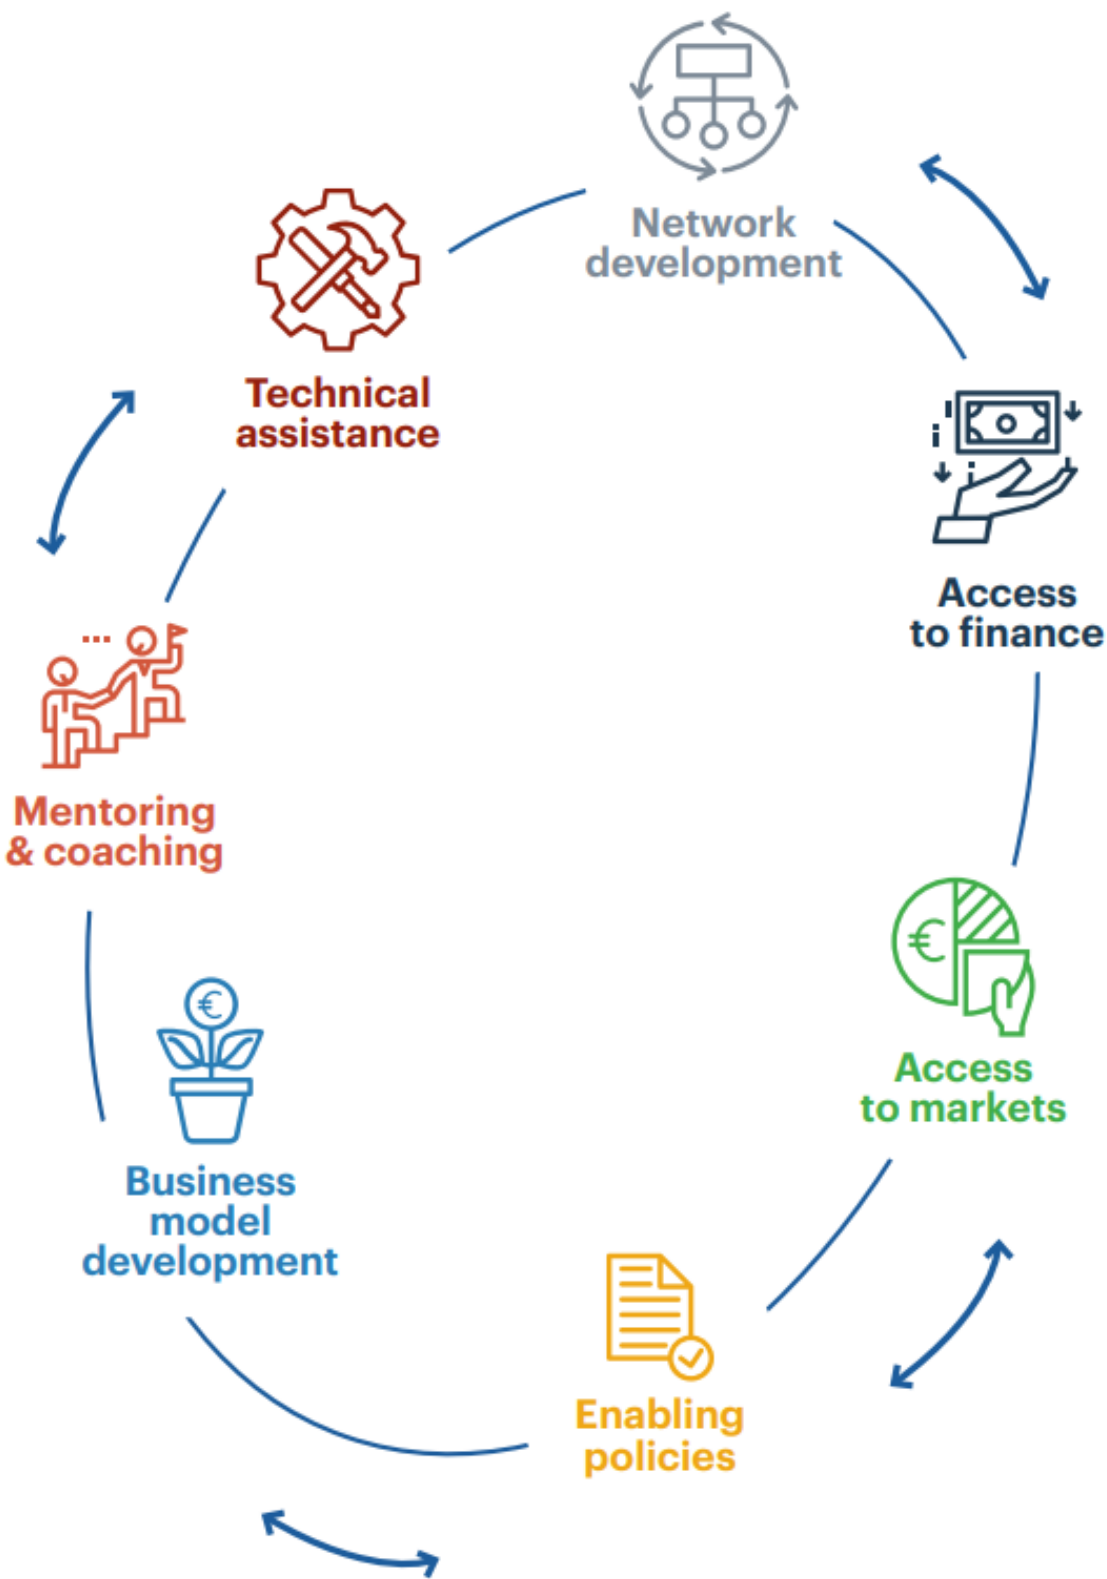 Network
development
Technical
assistance
Access
to finance
Mentoring
& coaching
€
Access
to markets
€
Business
model
development
Enabling
policies